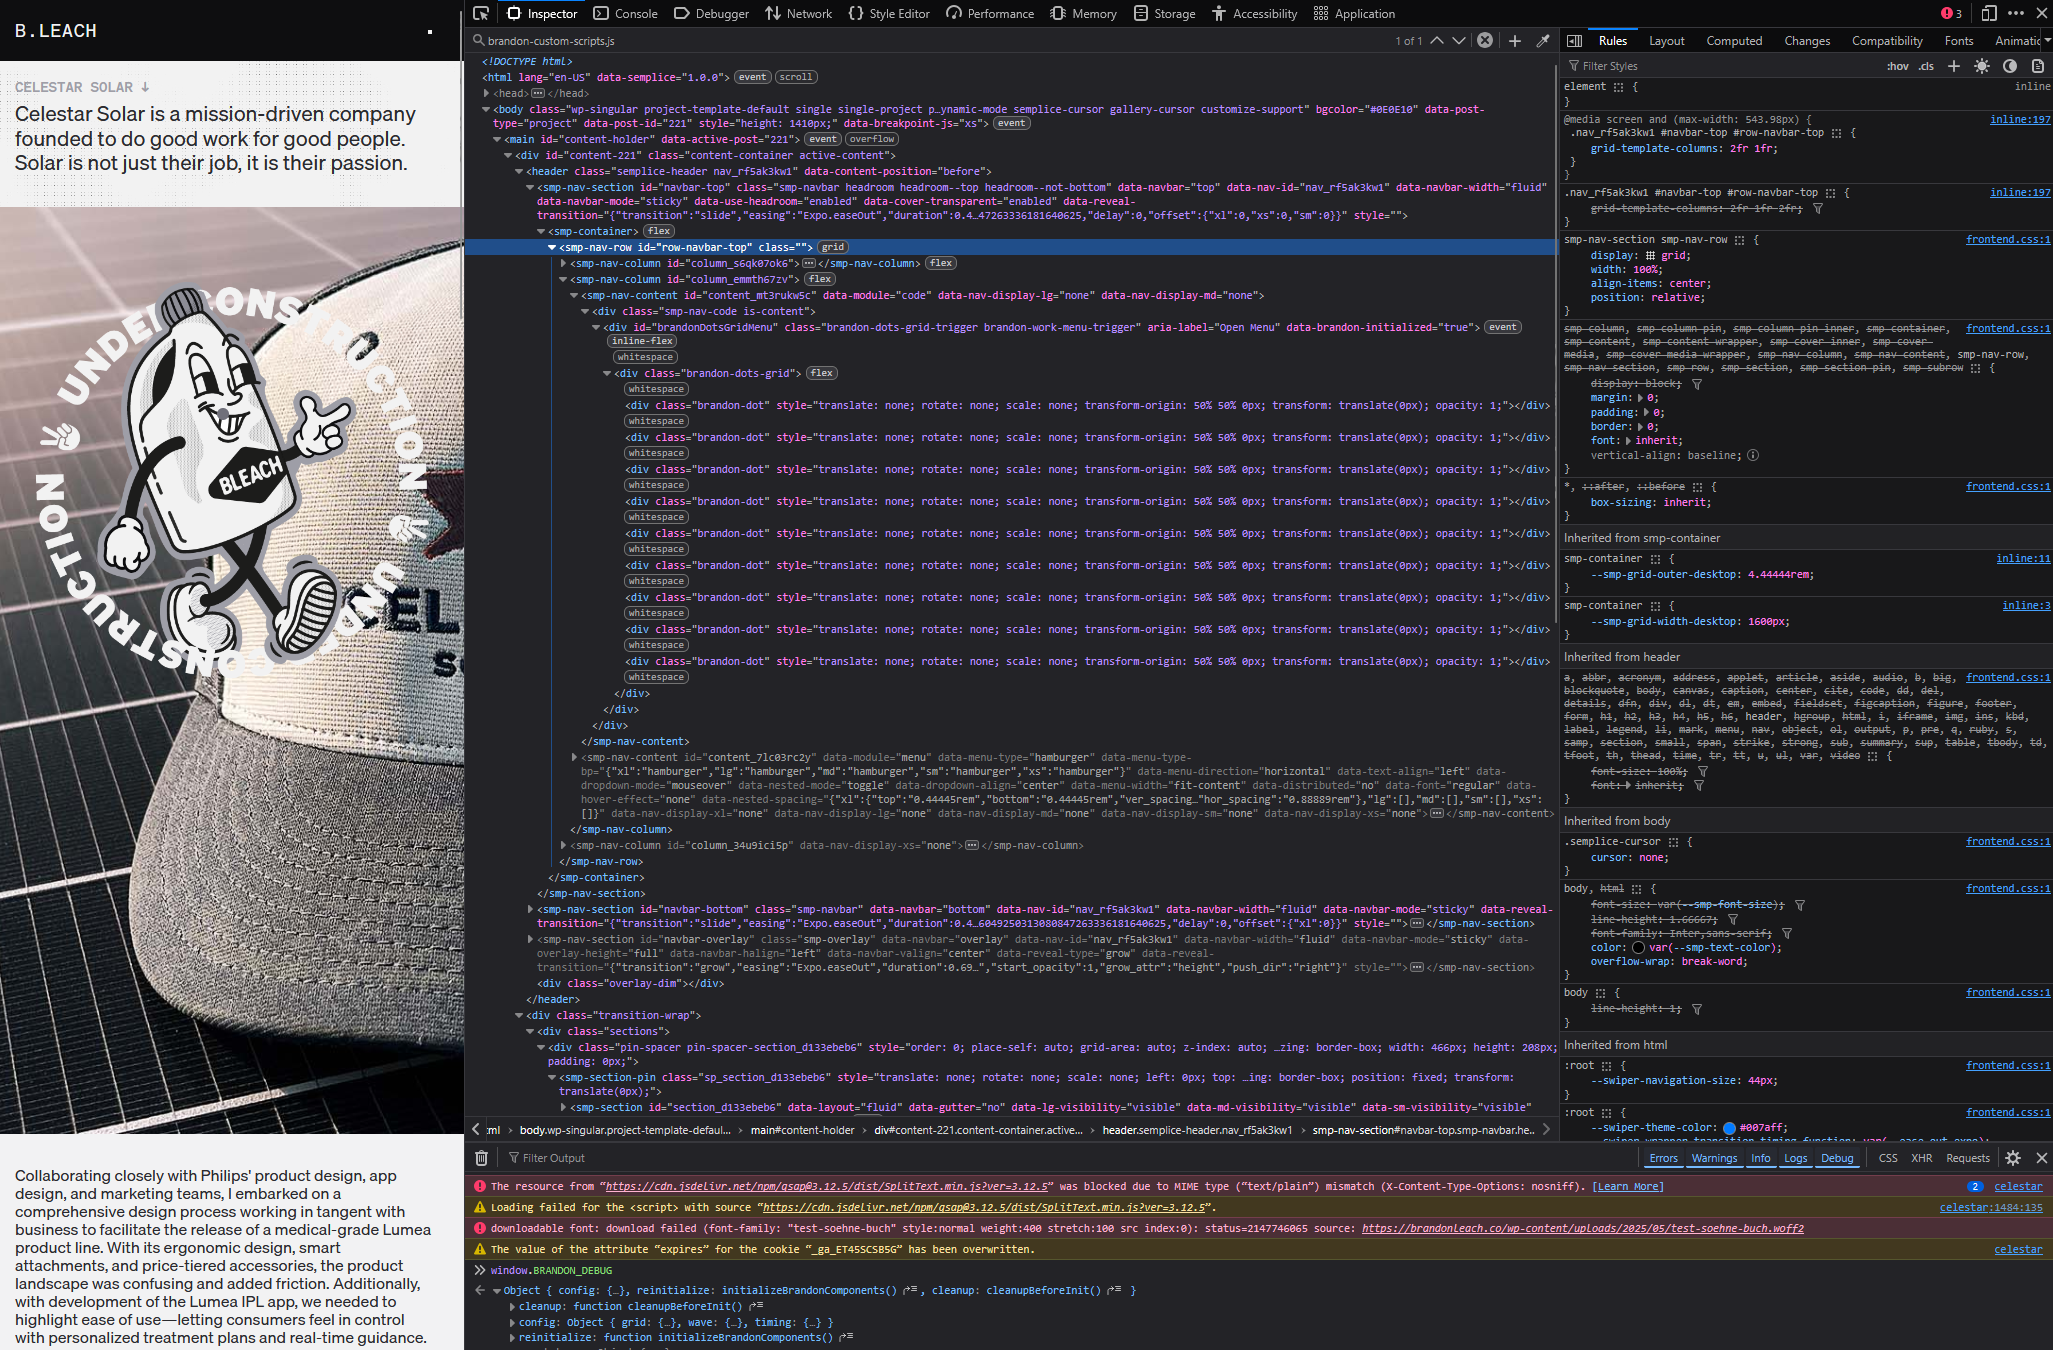 B.LEACH
CELESTAR SOLAR ↓
Celestar Solar is a mission-driven company
founded to do good work for good people.
Solar is not just their job, it is their passion.
UNDER CONSTRUCTION
UNDER CONSTRUCTION
BLEACH
Collaborating closely with Philips' product design, app
design, and marketing teams, I embarked on a
comprehensive design process working in tangent with
business to facilitate the release of a medical-grade Lumea
product line. With its ergonomic design, smart
attachments, and price-tiered accessories, the product
landscape was confusing and added friction. Additionally,
with development of the Lumea IPL app, we needed to
highlight ease of use—letting consumers feel in control
with personalized treatment plans and real-time guidance.
Inspector Console Debugger Network Style Editor Performance Memory Storage Accessibility Application 3
brandon-custom-scripts.js 1 of 1
<!DOCTYPE html>
<html lang="en-US" data-semplice="1.0.0"> event scroll
<head> </head>
<body class="wp-singular project-template-default single single-project p…ynamic-mode semplice-cursor gallery-cursor customize-support" bgcolor="#0E0E10" data-post-
type="project" data-post-id="221" style="height: 1410px;" data-breakpoint-js="xs"> event
<main id="content-holder" data-active-post="221"> event overflow
<div id="content-221" class="content-container active-content">
<header class="semplice-header nav_rf5ak3kw1" data-content-position="before">
<smp-nav-section id="navbar-top" class="smp-navbar headroom headroom--top headroom--not-bottom" data-navbar="top" data-nav-id="nav_rf5ak3kw1" data-navbar-width="fluid"
data-navbar-mode="sticky" data-use-headroom="enabled" data-cover-transparent="enabled" data-reveal-
transition="{"transition":"slide","easing":"Expo.easeOut","duration":0.4…47263336181640625,"delay":0,"offset":{"xl":0,"xs":0,"sm":0}}" style="">
<smp-container> flex
<smp-nav-row id="row-navbar-top" class=""> grid
<smp-nav-column id="column_s6qk07ok6"> </smp-nav-column> flex
<smp-nav-column id="column_emmth67zv"> flex
<smp-nav-content id="content_mt3rukw5c" data-module="code" data-nav-display-lg="none" data-nav-display-md="none">
<div class="smp-nav-code is-content">
<div id="brandonDotsGridMenu" class="brandon-dots-grid-trigger brandon-work-menu-trigger" aria-label="Open Menu" data-brandon-initialized="true"> event
inline-flex
whitespace
<div class="brandon-dots-grid"> flex
whitespace
<div class="brandon-dot" style="translate: none; rotate: none; scale: none; transform-origin: 50% 50% 0px; transform: translate(0px); opacity: 1;"></div>
whitespace
<div class="brandon-dot" style="translate: none; rotate: none; scale: none; transform-origin: 50% 50% 0px; transform: translate(0px); opacity: 1;"></div>
whitespace
<div class="brandon-dot" style="translate: none; rotate: none; scale: none; transform-origin: 50% 50% 0px; transform: translate(0px); opacity: 1;"></div>
whitespace
<div class="brandon-dot" style="translate: none; rotate: none; scale: none; transform-origin: 50% 50% 0px; transform: translate(0px); opacity: 1;"></div>
whitespace
<div class="brandon-dot" style="translate: none; rotate: none; scale: none; transform-origin: 50% 50% 0px; transform: translate(0px); opacity: 1;"></div>
whitespace
<div class="brandon-dot" style="translate: none; rotate: none; scale: none; transform-origin: 50% 50% 0px; transform: translate(0px); opacity: 1;"></div>
whitespace
<div class="brandon-dot" style="translate: none; rotate: none; scale: none; transform-origin: 50% 50% 0px; transform: translate(0px); opacity: 1;"></div>
whitespace
<div class="brandon-dot" style="translate: none; rotate: none; scale: none; transform-origin: 50% 50% 0px; transform: translate(0px); opacity: 1;"></div>
whitespace
<div class="brandon-dot" style="translate: none; rotate: none; scale: none; transform-origin: 50% 50% 0px; transform: translate(0px); opacity: 1;"></div>
whitespace
</div>
</div>
</div>
</smp-nav-content>
<smp-nav-content id="content_7lc03rc2y" data-module="menu" data-menu-type="hamburger" data-menu-type-
bp="{"xl":"hamburger","lg":"hamburger","md":"hamburger","sm":"hamburger","xs":"hamburger"}" data-menu-direction="horizontal" data-text-align="left" data-
dropdown-mode="mouseover" data-nested-mode="toggle" data-dropdown-align="center" data-menu-width="fit-content" data-distributed="no" data-font="regular" data-
hover-effect="none" data-nested-spacing="{"xl":{"top":"0.44445rem","bottom":"0.44445rem","ver_spacing…"hor_spacing":"0.88889rem"},"lg":[],"md":[],"sm":[],"xs":
[]}" data-nav-display-xl="none" data-nav-display-lg="none" data-nav-display-md="none" data-nav-display-sm="none" data-nav-display-xs="none"> </smp-nav-content>
</smp-nav-column>
<smp-nav-column id="column_34u9ici5p" data-nav-display-xs="none"> </smp-nav-column>
</smp-nav-row>
</smp-container>
</smp-nav-section>
<smp-nav-section id="navbar-bottom" class="smp-navbar" data-navbar="bottom" data-nav-id="nav_rf5ak3kw1" data-navbar-width="fluid" data-navbar-mode="sticky" data-reveal-
transition="{"transition":"slide","easing":"Expo.easeOut","duration":0.4…6049250313080847263336181640625,"delay":0,"offset":{"xl":0}}" style=""> </smp-nav-section>
<smp-nav-section id="navbar-overlay" class="smp-overlay" data-navbar="overlay" data-nav-id="nav_rf5ak3kw1" data-navbar-width="fluid" data-navbar-mode="sticky" data-
overlay-height="full" data-navbar-halign="left" data-navbar-valign="center" data-reveal-type="grow" data-reveal-
transition="{"transition":"grow","easing":"Expo.easeOut","duration":0.69…","start_opacity":1,"grow_attr":"height","push_dir":"right"}" style=""> </smp-nav-section>
<div class="overlay-dim"></div>
</header>
<div class="transition-wrap">
<div class="sections">
<div class="pin-spacer pin-spacer-section_d133ebeb6" style="order: 0; place-self: auto; grid-area: auto; z-index: auto; …zing: border-box; width: 466px; height: 208px;
padding: 0px;">
<smp-section-pin class="sp_section_d133ebeb6" style="translate: none; rotate: none; scale: none; left: 0px; top: …ing: border-box; position: fixed; transform:
translate(0px);">
<smp-section id="section_d133ebeb6" data-layout="fluid" data-gutter="no" data-lg-visibility="visible" data-md-visibility="visible" data-sm-visibility="visible"
ml › body.wp-singular.project-template-defaul… › main#content-holder › div#content-221.content-container.active… › header.semplice-header.nav_rf5ak3kw1 › smp-nav-section#navbar-top.smp-navbar.he…
Rules Layout Computed Changes Compatibility Fonts Animatic
Filter Styles :hov .cls
element { inline
}
@media screen and (max-width: 543.98px) { inline:197
.nav_rf5ak3kw1 #navbar-top #row-navbar-top {
grid-template-columns: 2fr 1fr;
}
}
.nav_rf5ak3kw1 #navbar-top #row-navbar-top { inline:197
grid-template-columns: 2fr 1fr 2fr;
}
smp-nav-section smp-nav-row { frontend.css:1
display: grid;
width: 100%;
align-items: center;
position: relative;
}
smp-column, smp-column-pin, smp-column-pin-inner, smp-container, frontend.css:1
smp-content, smp-content-wrapper, smp-cover-inner, smp-cover-
media, smp-cover-media-wrapper, smp-nav-column, smp-nav-content, smp-nav-row,
smp-nav-section, smp-row, smp-section, smp-section-pin, smp-subrow {
display: block;
margin: 0;
padding: 0;
border: 0;
font: inherit;
vertical-align: baseline;
}
*, ::after, ::before { frontend.css:1
box-sizing: inherit;
}
Inherited from smp-container
smp-container { inline:11
--smp-grid-outer-desktop: 4.44444rem;
}
smp-container { inline:3
--smp-grid-width-desktop: 1600px;
}
Inherited from header
a, abbr, acronym, address, applet, article, aside, audio, b, big, frontend.css:1
blockquote, body, canvas, caption, center, cite, code, dd, del,
details, dfn, div, dl, dt, em, embed, fieldset, figcaption, figure, footer,
form, h1, h2, h3, h4, h5, h6, header, hgroup, html, i, iframe, img, ins, kbd,
label, legend, li, mark, menu, nav, object, ol, output, p, pre, q, ruby, s,
samp, section, small, span, strike, strong, sub, summary, sup, table, tbody, td,
tfoot, th, thead, time, tr, tt, u, ul, var, video {
font-size: 100%;
font: inherit;
}
Inherited from body
.semplice-cursor { frontend.css:1
cursor: none;
}
body, html { frontend.css:1
font-size: var(--smp-font-size);
line-height: 1.66667;
font-family: Inter,sans-serif;
color: var(--smp-text-color);
overflow-wrap: break-word;
}
body { frontend.css:1
line-height: 1;
}
Inherited from html
:root { frontend.css:1
--swiper-navigation-size: 44px;
}
:root { frontend.css:1
--swiper-theme-color: #007aff;
Filter Output Errors Warnings Info Logs Debug CSS XHR Requests
The resource from “https://cdn.jsdelivr.net/npm/gsap@3.12.5/dist/SplitText.min.js?ver=3.12.5” was blocked due to MIME type (“text/plain”) mismatch (X-Content-Type-Options: nosniff). [Learn More] 2 celestar
Loading failed for the <script> with source “https://cdn.jsdelivr.net/npm/gsap@3.12.5/dist/SplitText.min.js?ver=3.12.5”. celestar:1484:135
downloadable font: download failed (font-family: "test-soehne-buch" style:normal weight:400 stretch:100 src index:0): status=2147746065 source: https://brandonleach.co/wp-content/uploads/2025/05/test-soehne-buch.woff2
The value of the attribute “expires” for the cookie “_ga_ET45SCSB5G” has been overwritten. celestar
window.BRANDON_DEBUG
Object { config: {…}, reinitialize: initializeBrandonComponents(), cleanup: cleanupBeforeInit() }
cleanup: function cleanupBeforeInit()
config: Object { grid: {…}, wave: {…}, timing: {…} }
reinitialize: function initializeBrandonComponents()